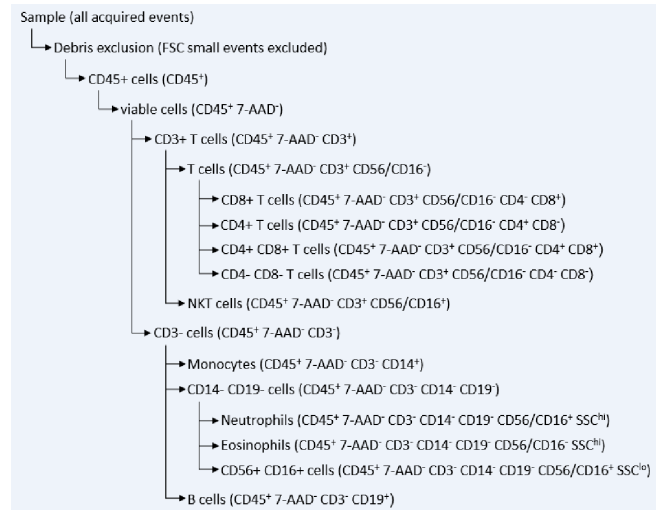 Sample (all acquired events)
Debris exclusion (FSC small events excluded)
CD45+ cells (CD45⁺)
viable cells (CD45⁺ 7-AAD⁻)
CD3+ T cells (CD45⁺ 7-AAD⁻ CD3⁺)
T cells (CD45⁺ 7-AAD⁻ CD3⁺ CD56/CD16⁻)
CD8+ T cells (CD45⁺ 7-AAD⁻ CD3⁺ CD56/CD16⁻ CD4⁻ CD8⁺)
CD4+ T cells (CD45⁺ 7-AAD⁻ CD3⁺ CD56/CD16⁻ CD4⁺ CD8⁻)
CD4+ CD8+ T cells (CD45⁺ 7-AAD⁻ CD3⁺ CD56/CD16⁻ CD4⁺ CD8⁺)
CD4- CD8- T cells (CD45⁺ 7-AAD⁻ CD3⁺ CD56/CD16⁻ CD4⁻ CD8⁻)
NKT cells (CD45⁺ 7-AAD⁻ CD3⁺ CD56/CD16⁺)
CD3- cells (CD45⁺ 7-AAD⁻ CD3⁻)
Monocytes (CD45⁺ 7-AAD⁻ CD3⁻ CD14⁺)
CD14- CD19- cells (CD45⁺ 7-AAD⁻ CD3⁻ CD14⁻ CD19⁻)
Neutrophils (CD45⁺ 7-AAD⁻ CD3⁻ CD14⁻ CD19⁻ CD56/CD16⁺ SSCʰⁱ)
Eosinophils (CD45⁺ 7-AAD⁻ CD3⁻ CD14⁻ CD19⁻ CD56/CD16⁻ SSCʰⁱ)
CD56+ CD16+ cells (CD45⁺ 7-AAD⁻ CD3⁻ CD14⁻ CD19⁻ CD56/CD16⁺ SSCˡᵒ)
B cells (CD45⁺ 7-AAD⁻ CD3⁻ CD19⁺)